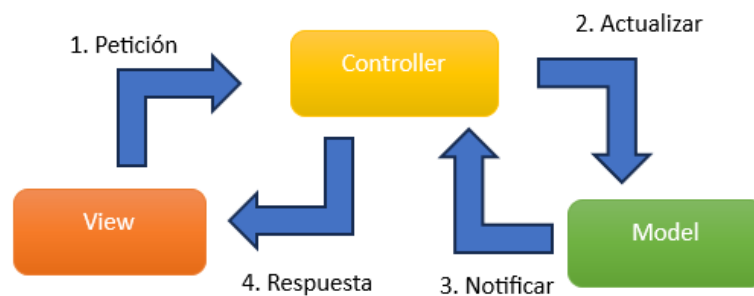 1. Petición
2. Actualizar
Controller
View
Model
4. Respuesta
3. Notificar